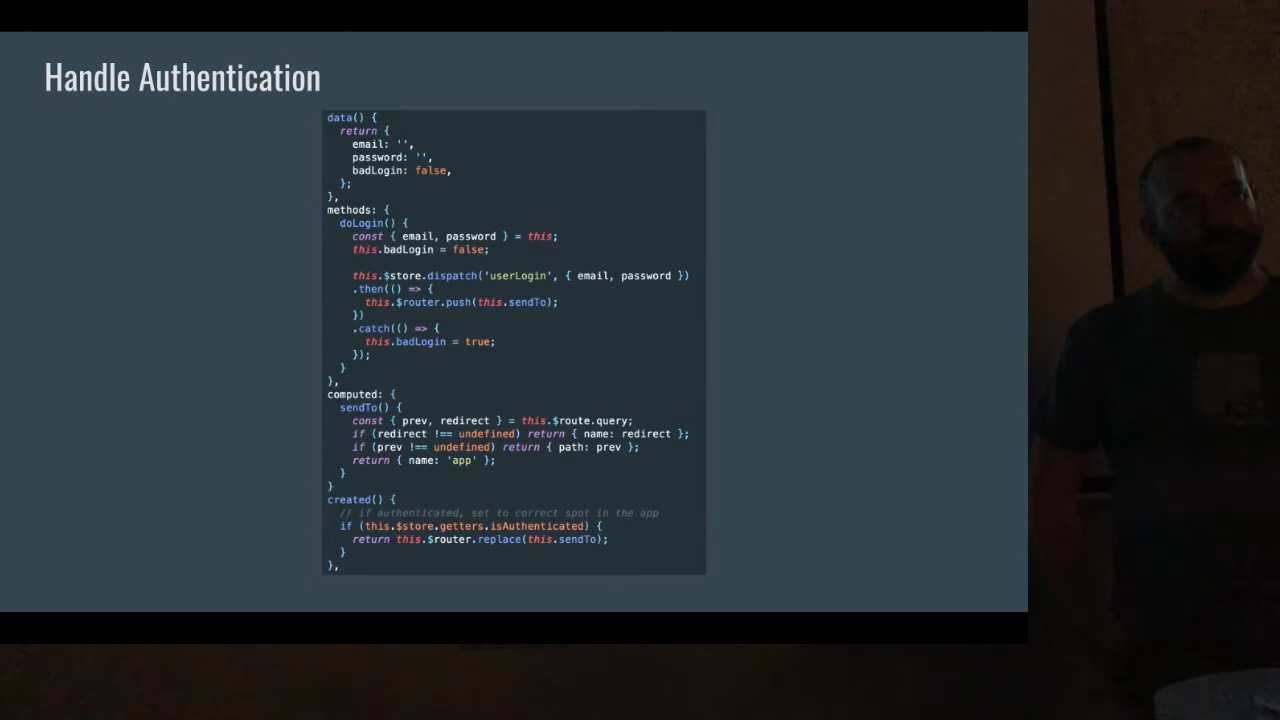 Handle Authentication
data() {
return {
email: '',
password: '',
badLogin: false,
};
},
methods: {
doLogin() {
const { email, password } = this;
this.badLogin = false;
this.$store.dispatch('userLogin', { email, password })
.then(() => {
this.$router.push(this.sendTo);
})
.catch(() => {
this.badLogin = true;
});
}
},
computed: {
sendTo() {
const { prev, redirect } = this.$route.query;
if (redirect !== undefined) return { name: redirect };
if (prev !== undefined) return { path: prev };
return { name: 'app' };
}
}
created() {
// if authenticated, set to correct spot in the app
if (this.$store.getters.isAuthenticated) {
return this.$router.replace(this.sendTo);
}
},